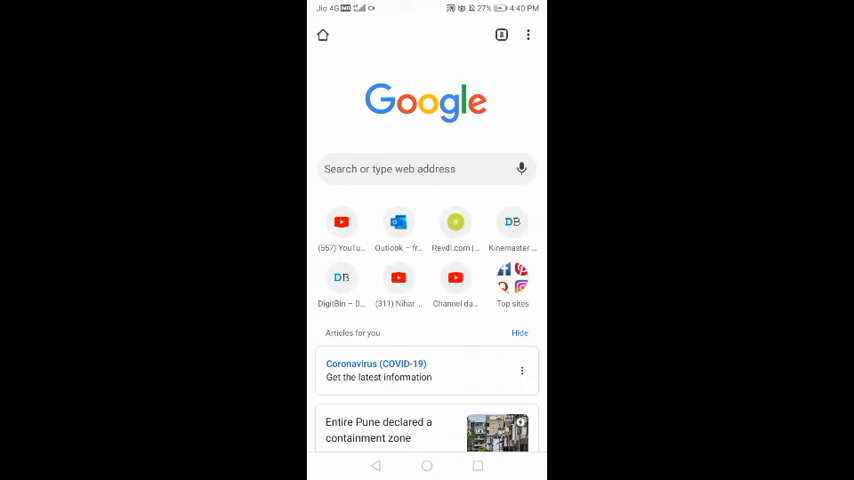 Jio 4G 27% 4:40 PM
8
Google
Search or type web address
(557) YouTu... Outlook – fr... Revdl.com |... Kinemaster ...
DigitBin – D... (311) Nihar ... Channel da... Top sites
Articles for you Hide
Coronavirus (COVID-19)
Get the latest information
Entire Pune declared a
containment zone